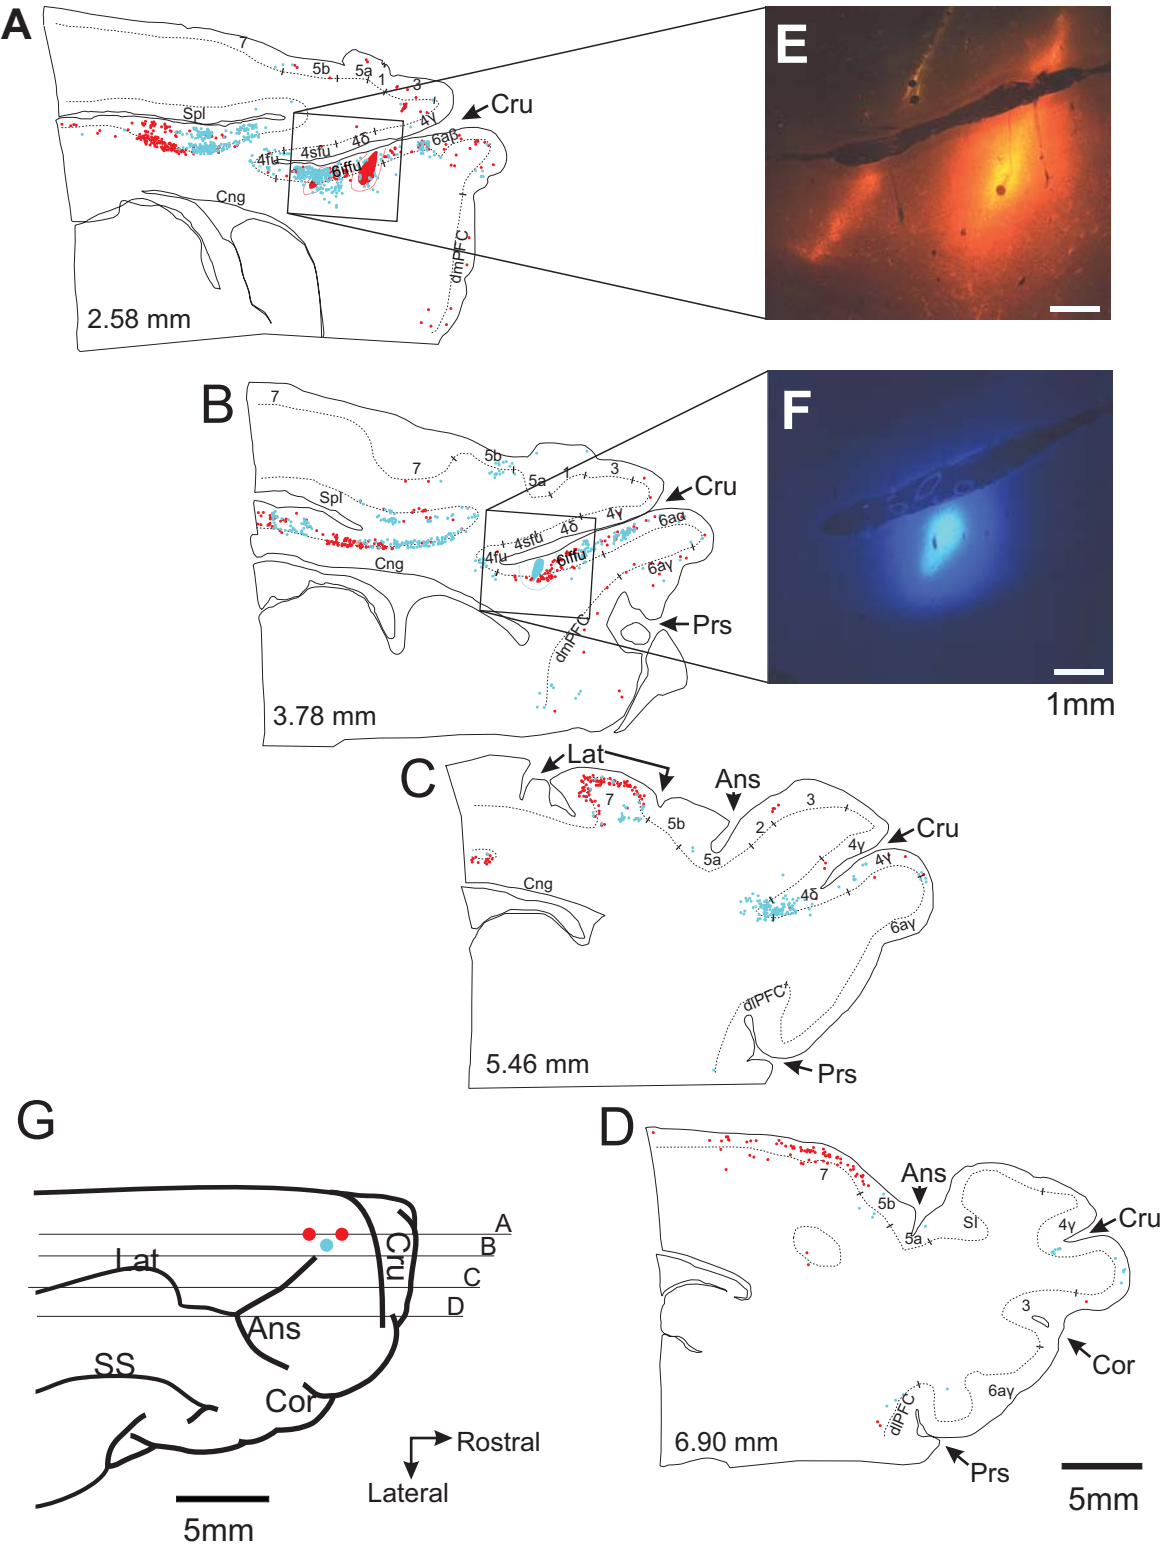 A
7
5b
5a
1
3
Spl
4γ
Cru
4δ
6aβ
4sfu
4fu
6iffu
Cng
dmPFC
2.58 mm
E
B
7
5b
7
5a
1
3
Spl
Cru
4γ
6aα
4δ
4sfu
4fu
6iffu
Cng
6aγ
Prs
dmPFC
3.78 mm
F
1mm
C
Lat
Ans
7
5b
3
2
Cru
5a
4γ
4γ
Cng
4δ
6aγ
dlPFC
5.46 mm
Prs
G
A
B
Lat
Cru
C
D
Ans
SS
Cor
Rostral
Lateral
5mm
D
7
Ans
5b
SI
4γ
Cru
5a
3
Cor
6aγ
dlPFC
6.90 mm
Prs
5mm